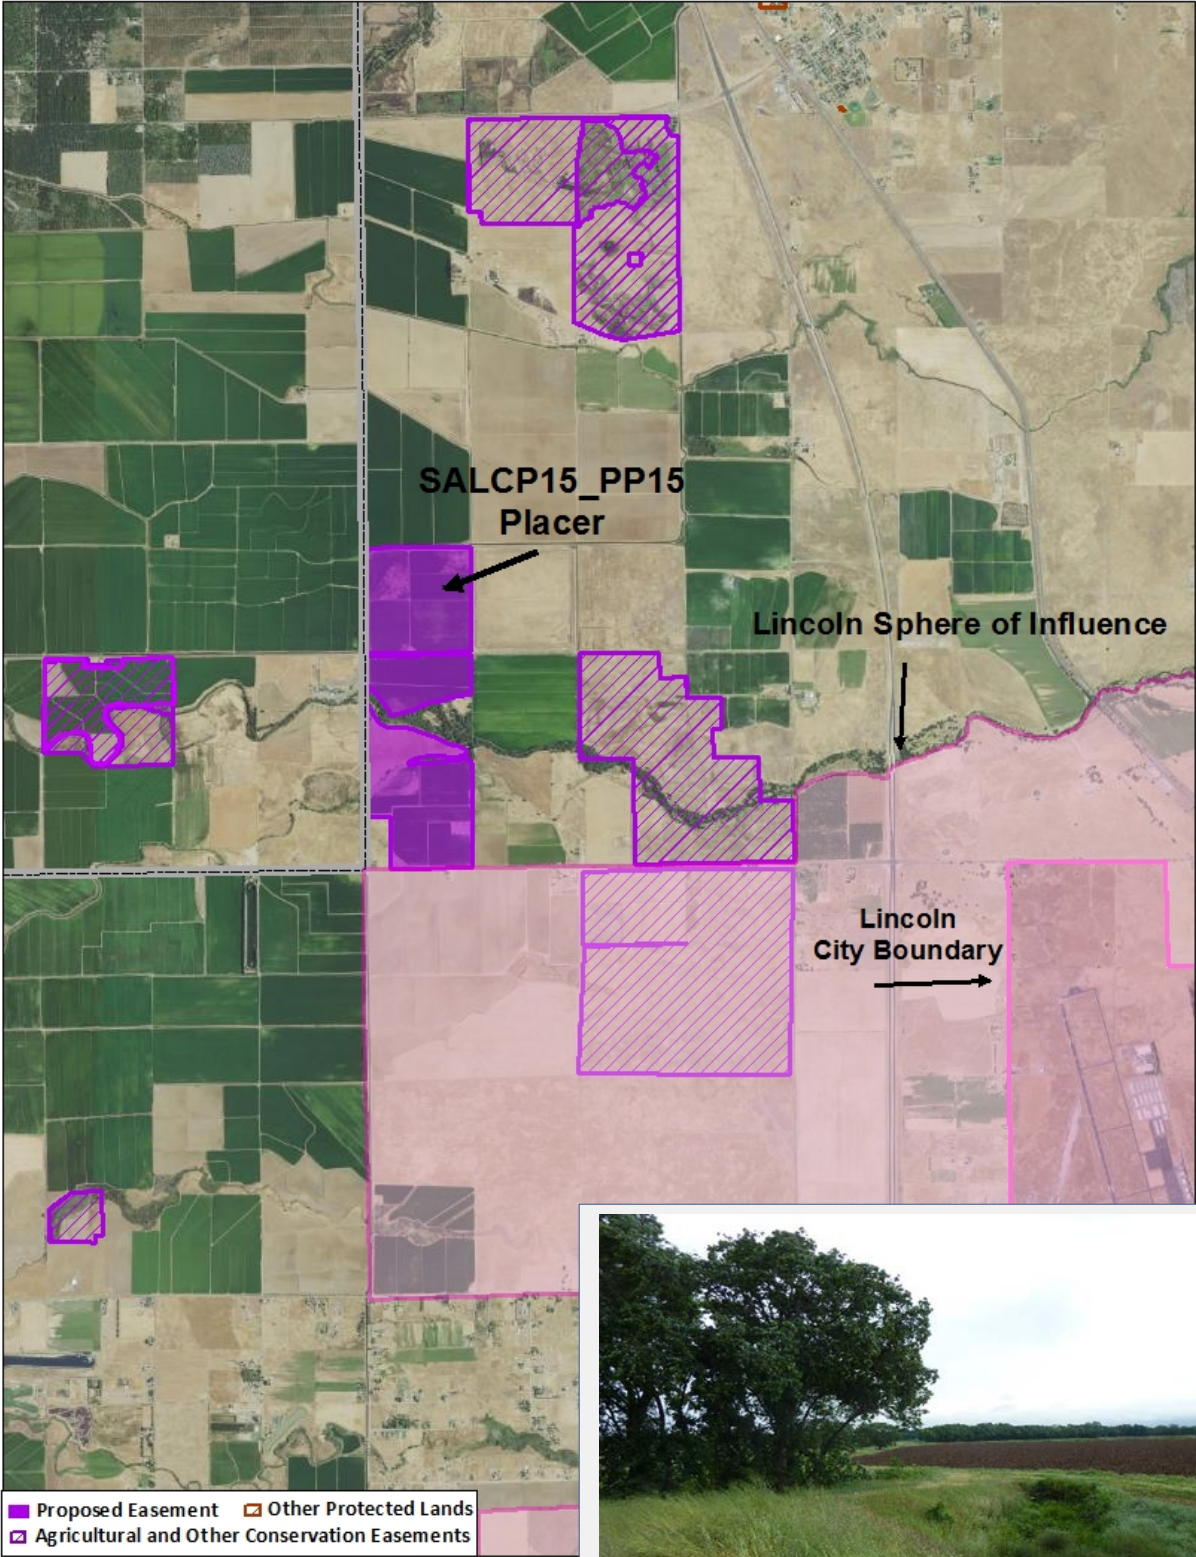 SALCP15_PP15
Placer
Lincoln Sphere of Influence
Lincoln
City Boundary
Proposed Easement
Other Protected Lands
Agricultural and Other Conservation Easements